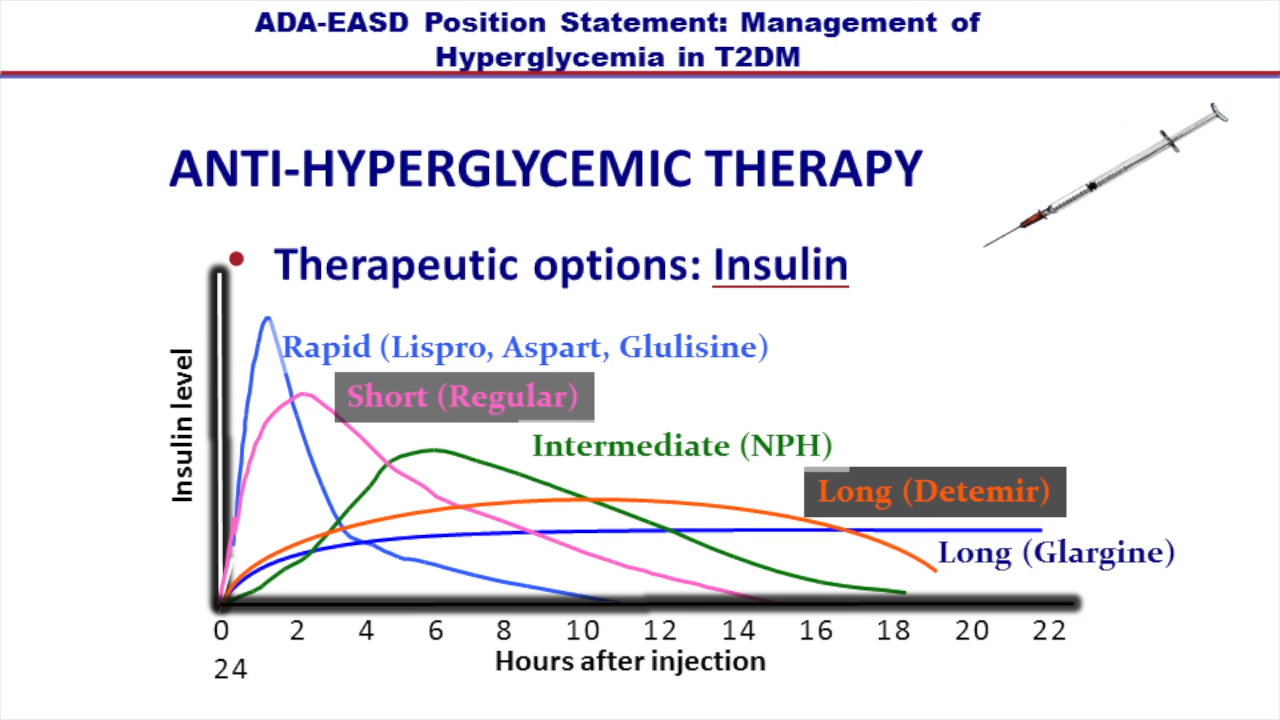 ADA-EASD Position Statement: Management of
Hyperglycemia in T2DM
ANTI-HYPERGLYCEMIC THERAPY
• Therapeutic options: Insulin
Rapid (Lispro, Aspart, Glulisine)
Short (Regular)
Intermediate (NPH)
Long (Detemir)
Long (Glargine)
Insulin level
0 2 4 6 8 10 12 14 16 18 20 22
24
Hours after injection